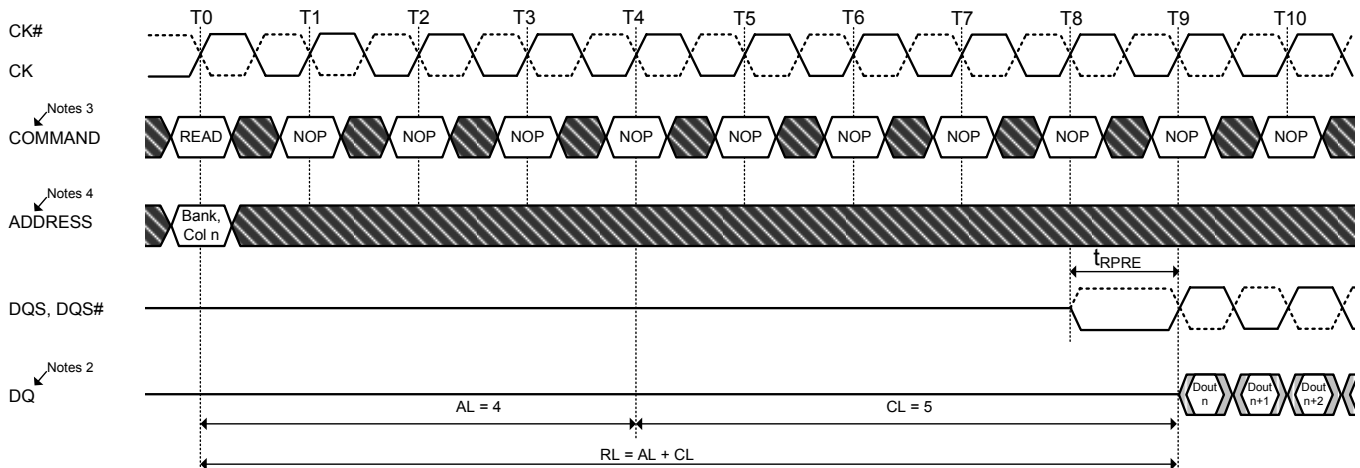 T0 T1 T2 T3 T4 T5 T6 T7 T8 T9 T10
CK#
CK
Notes 3
COMMAND READ NOP NOP NOP NOP NOP NOP NOP NOP NOP NOP
Notes 4
ADDRESS Bank,
Col n
tRPRE
DQS, DQS#
Notes 2
DQ Dout Dout Dout
n n+1 n+2
AL = 4 CL = 5
RL = AL + CL